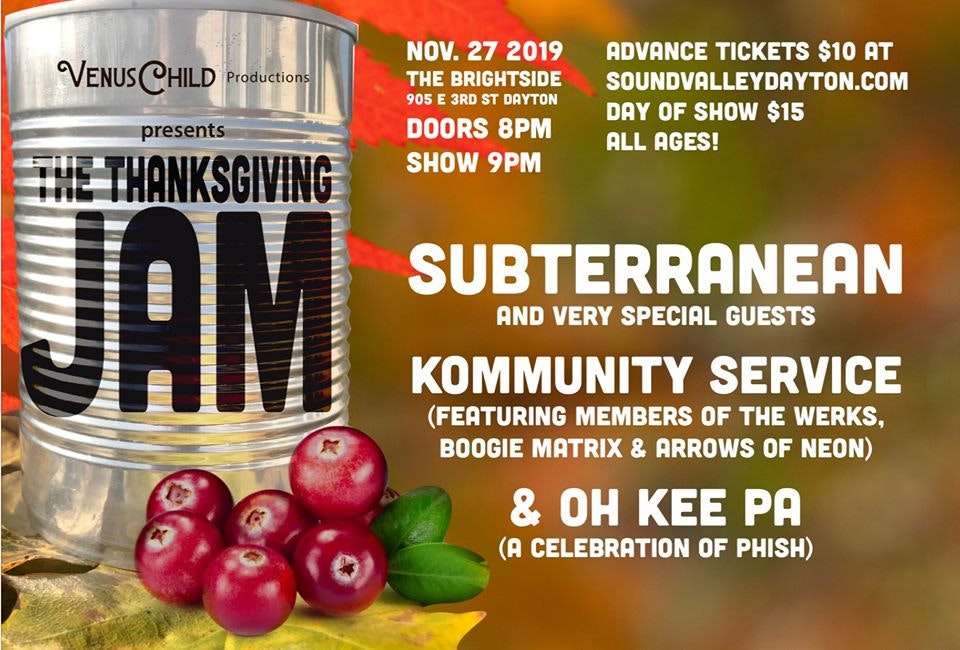 VENUS CHILD Productions
presents
THE THANKSGIVING
JAM
NOV. 27 2019
THE BRIGHTSIDE
905 E 3RD ST DAYTON
DOORS 8PM
SHOW 9PM
ADVANCE TICKETS $10 AT
SOUNDVALLEYDAYTON.COM
DAY OF SHOW $15
ALL AGES!
SUBTERRANEAN
AND VERY SPECIAL GUESTS
KOMMUNITY SERVICE
(FEATURING MEMBERS OF THE WERKS,
BOOGIE MATRIX & ARROWS OF NEON)
& OH KEE PA
(A CELEBRATION OF PHISH)